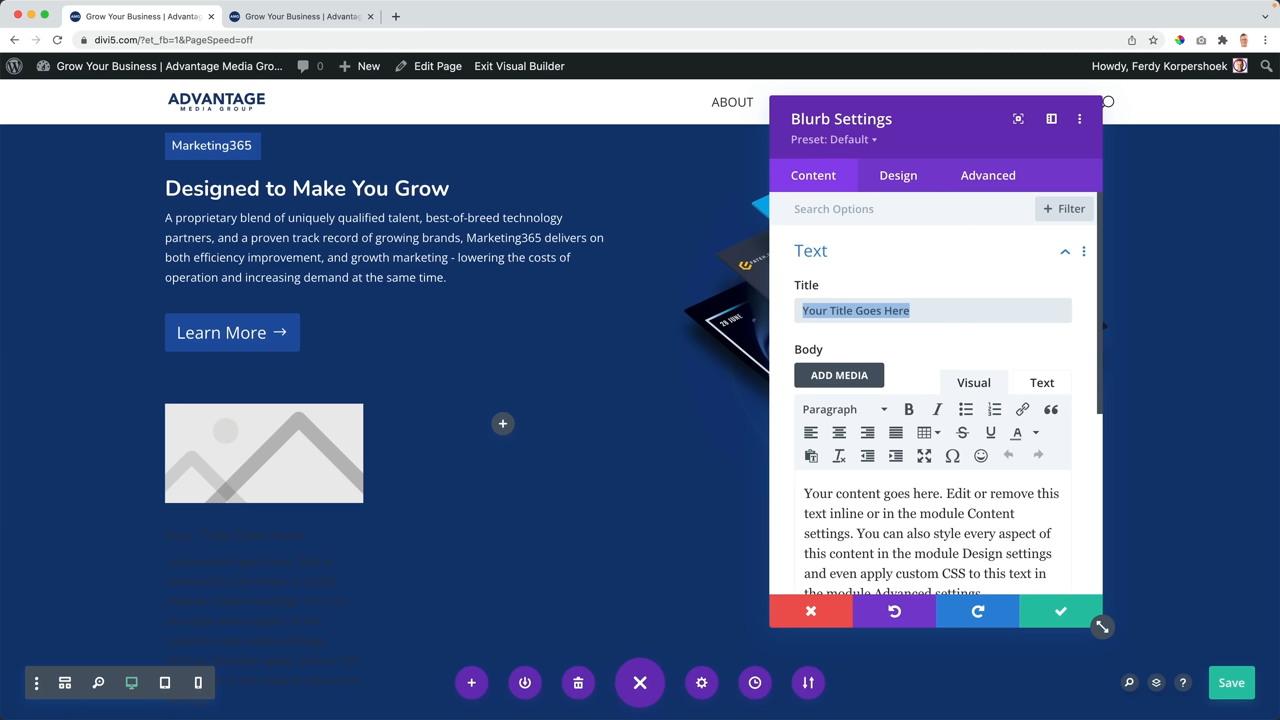 Grow Your Business | Advantag
Grow Your Business | Advantag
divi5.com/?et_fb=1&PageSpeed=off
Grow Your Business | Advantage Media Gro... 0 New Edit Page Exit Visual Builder Howdy, Ferdy Korpershoek
ADVANTAGE
MEDIA GROUP
ABOUT
Marketing365
Designed to Make You Grow
A proprietary blend of uniquely qualified talent, best-of-breed technology
partners, and a proven track record of growing brands, Marketing365 delivers on
both efficiency improvement, and growth marketing - lowering the costs of
operation and increasing demand at the same time.
Learn More →
26 JUNE
Blurb Settings
Preset: Default
Content Design Advanced
Search Options + Filter
Text
Title
Your Title Goes Here
Body
ADD MEDIA
Visual Text
Paragraph
Your content goes here. Edit or remove this
text inline or in the module Content
settings. You can also style every aspect of
this content in the module Design settings
and even apply custom CSS to this text in
the module Advanced settings.
Save